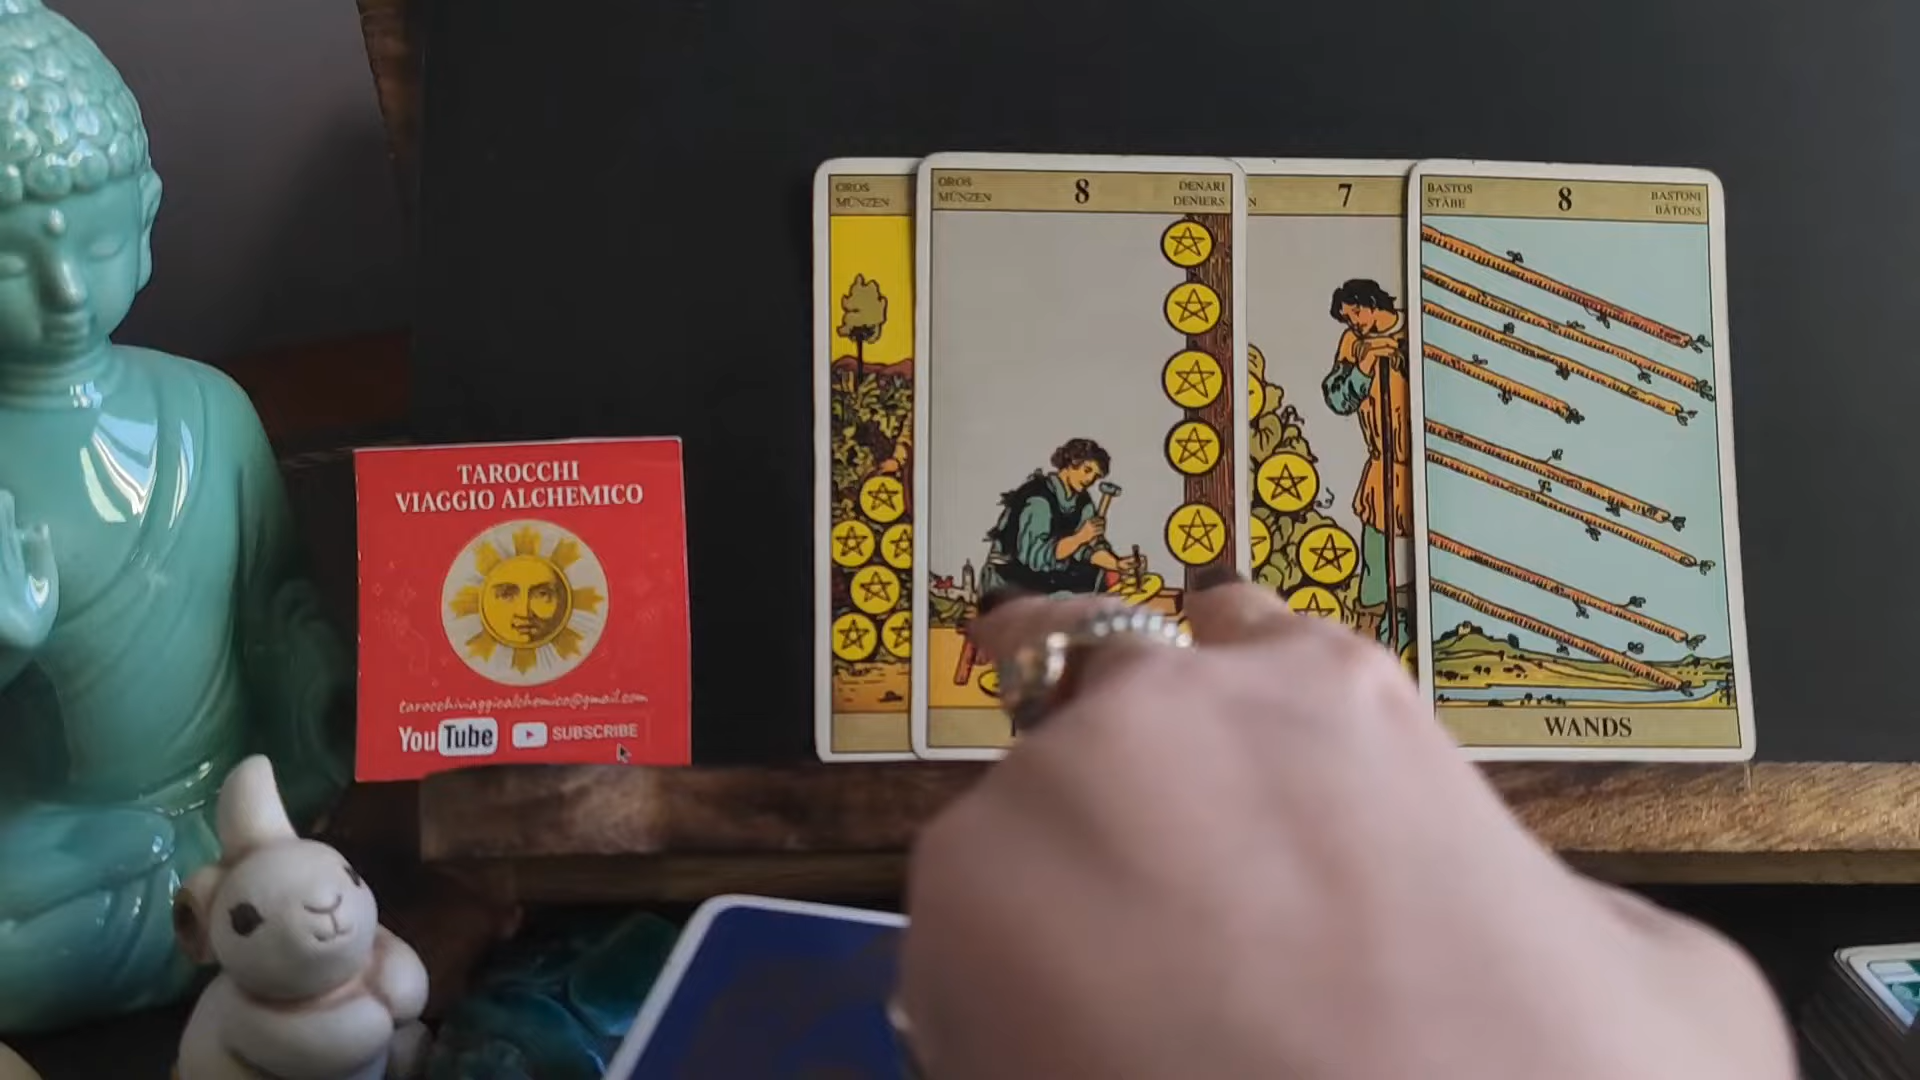 TAROCCHI
VIAGGIO ALCHEMICO
tarocchiviaggioalchemico@gmail.com
YouTube SUBSCRIBE
OROS
MÜNZEN
OROS
MÜNZEN
8
DENARI
DENIERS
N
7
BASTOS
STÄBE
8
BASTONI
BÂTONS
WANDS